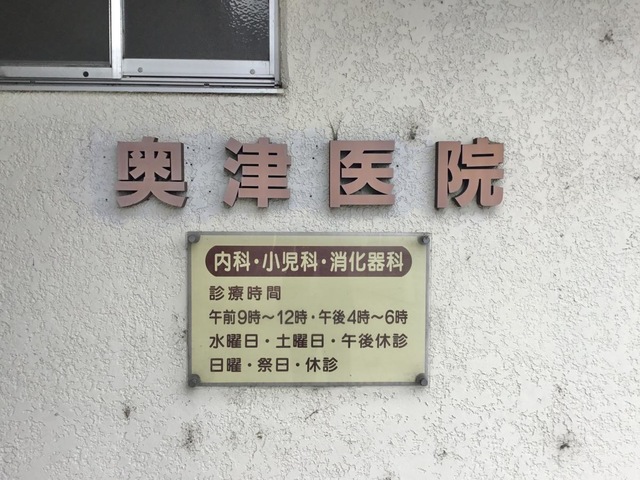 奥津医院
内科・小児科・消化器科
診療時間
午前9時～12時・午後4時～6時
水曜日・土曜日・午後休診
日曜・祭日・休診